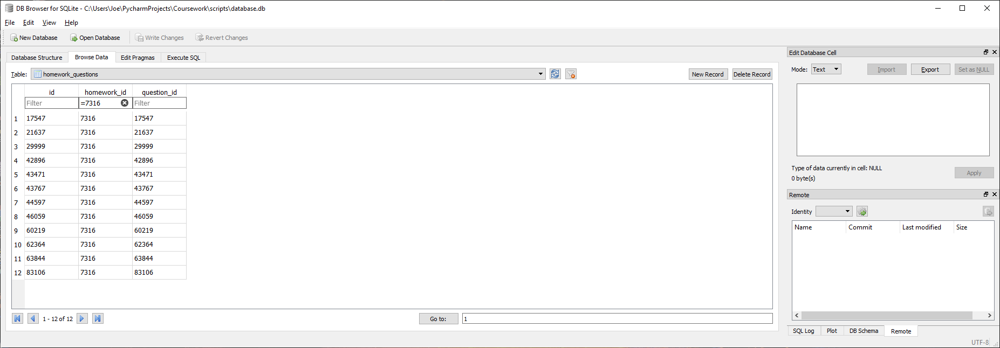 DB Browser for SQLite - C:\Users\Joe\PycharmProjects\Coursework\scripts\database.db
File Edit View Help
New Database Open Database Write Changes Revert Changes
Database Structure Browse Data Edit Pragmas Execute SQL
Table: homework_questions New Record Delete Record
id homework_id question_id
Filter =7316 Filter
1 17547 7316 17547
2 21637 7316 21637
3 29999 7316 29999
4 42896 7316 42896
5 43471 7316 43471
6 43767 7316 43767
7 44597 7316 44597
8 46059 7316 46059
9 60219 7316 60219
10 62364 7316 62364
11 63844 7316 63844
12 83106 7316 83106
1 - 12 of 12 Go to: 1
Edit Database Cell
Mode: Text Import Export Set as NULL
Type of data currently in cell: NULL
0 byte(s)
Apply
Remote
Identity
Name Commit Last modified Size
SQL Log Plot DB Schema Remote
UTF-8